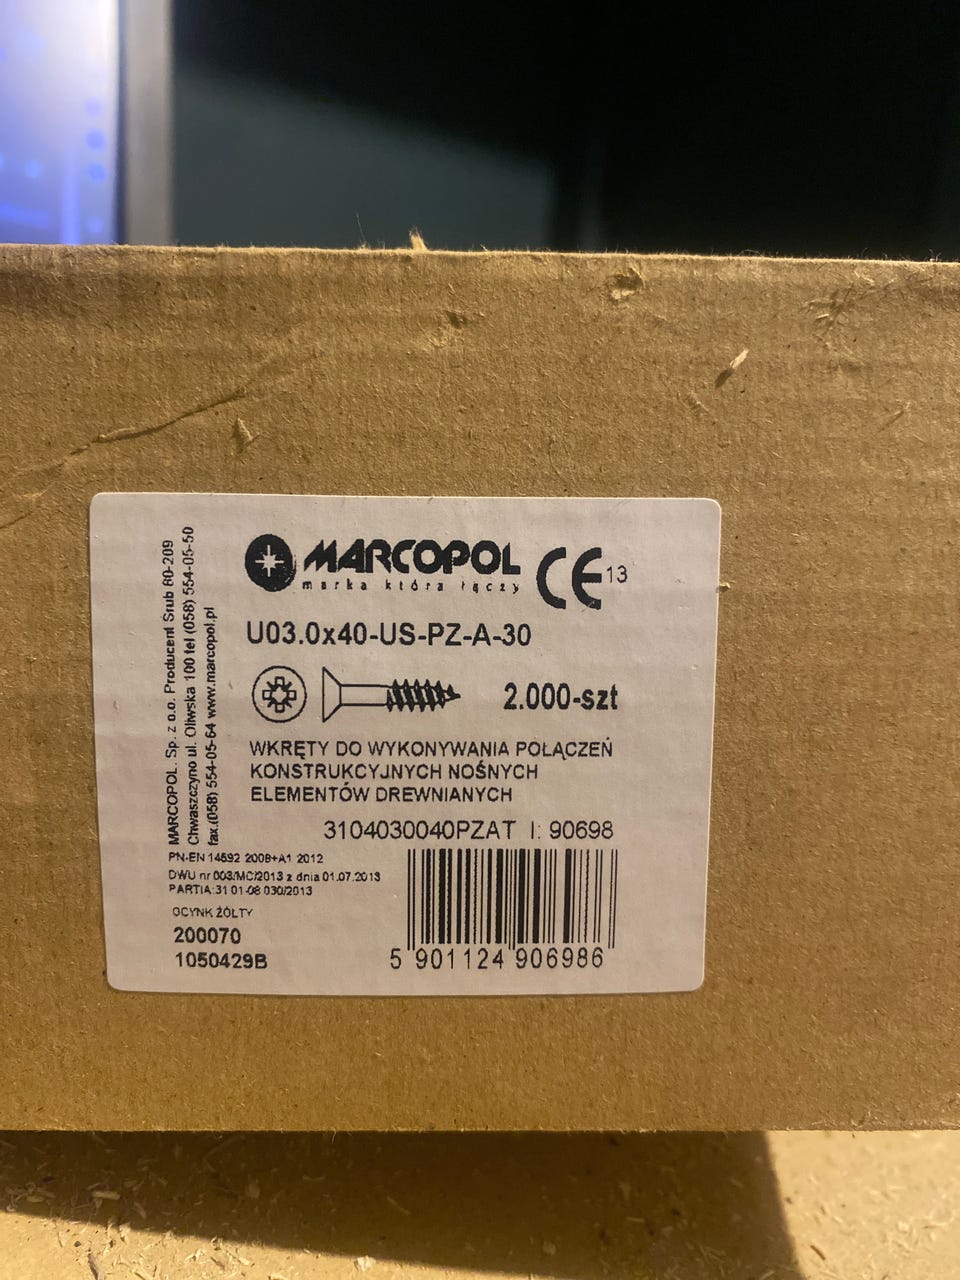 MARCOPOL
marka która łączy
CE 13
U03.0x40-US-PZ-A-30
2.000-szt
WKRĘTY DO WYKONYWANIA POŁĄCZEŃ
KONSTRUKCYJNYCH NOŚNYCH
ELEMENTÓW DREWNIANYCH
3104030040PZAT I: 90698
5 901124 906986
MARCOPOL. Sp. z o.o. Producent Śrub 80-209
Chwaszczyno ul. Oliwska 100 tel (058) 554-05-50
fax.(058) 554-05-64 www.marcopol.pl
PN-EN 14592 2008+A1 2012
DWU nr 003/MC/2013 z dnia 01.07.2013
PARTIA:31 01-08 030/2013
OCYNK ŻÓŁTY
200070
1050429B